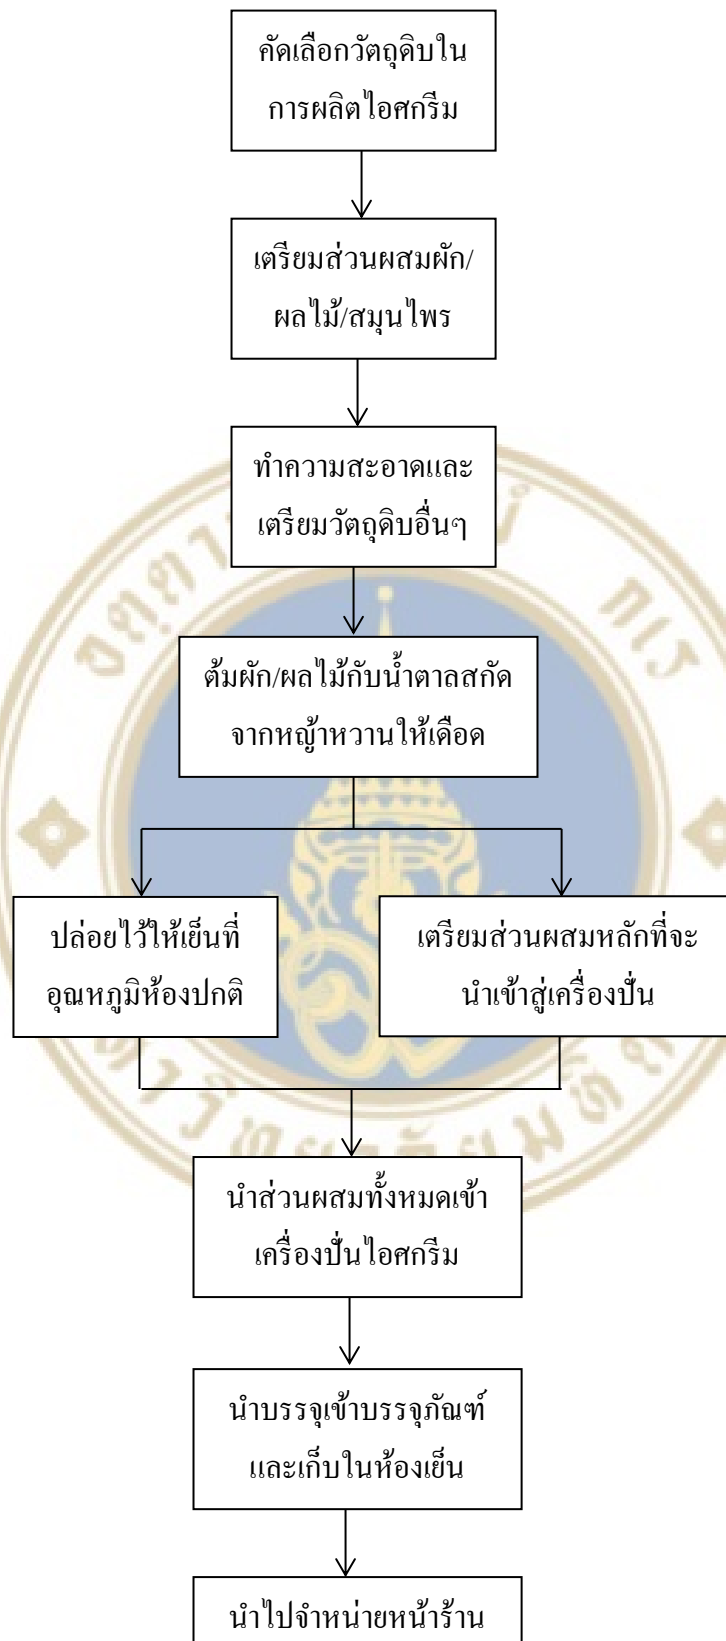 คัดเลือกวัตถุดิบใน
การผลิตไอศกรีม
เตรียมส่วนผสมผัก/
ผลไม้/สมุนไพร
ทำความสะอาดและ
เตรียมวัตถุดิบอื่นๆ
ต้มผัก/ผลไม้กับน้ำตาลสกัด
จากหญ้าหวานให้เดือด
ปล่อยไว้ให้เย็นที่
อุณหภูมิห้องปกติ
เตรียมส่วนผสมหลักที่จะ
นำเข้าสู่เครื่องปั่น
นำส่วนผสมทั้งหมดเข้า
เครื่องปั่นไอศกรีม
นำบรรจุเข้าบรรจุภัณฑ์
และเก็บในห้องเย็น
นำไปจำหน่ายหน้าร้าน